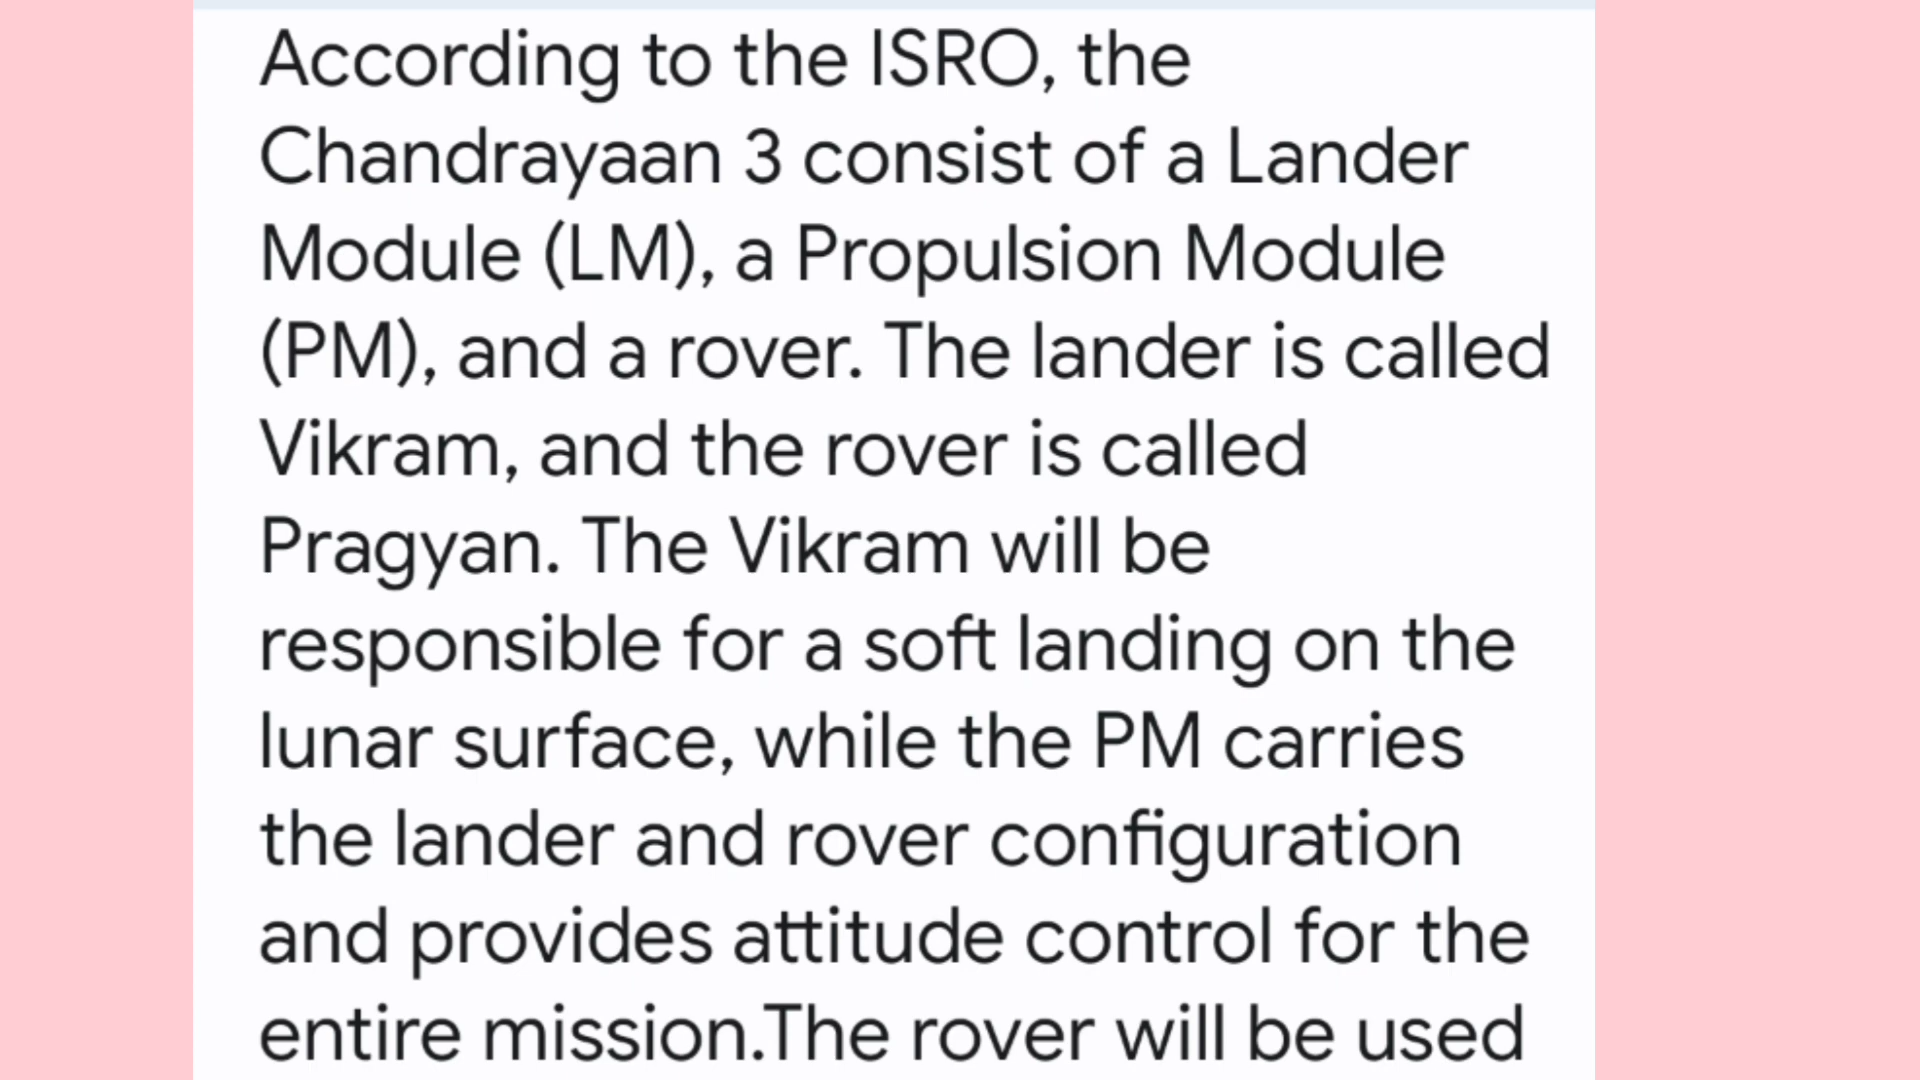 According to the ISRO, the
Chandrayaan 3 consist of a Lander
Module (LM), a Propulsion Module
(PM), and a rover. The lander is called
Vikram, and the rover is called
Pragyan. The Vikram will be
responsible for a soft landing on the
lunar surface, while the PM carries
the lander and rover configuration
and provides attitude control for the
entire mission.The rover will be used